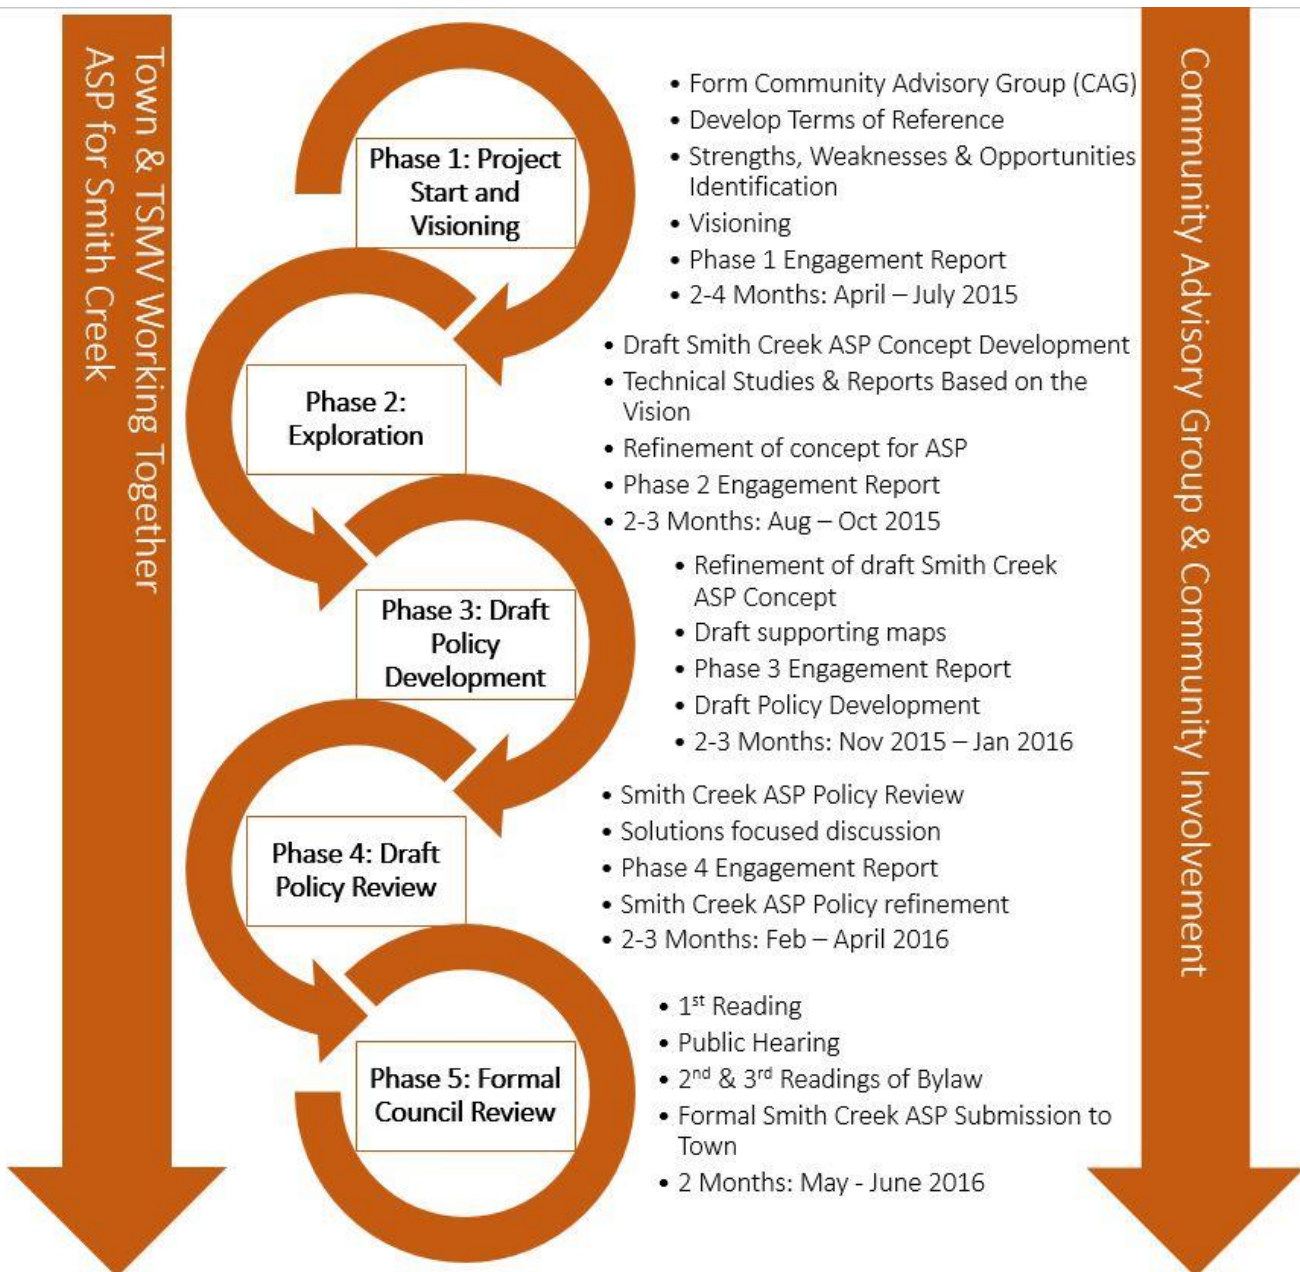 Town & TSMV Working Together
ASP for Smith Creek
Phase 1: Project
Start and
Visioning
• Form Community Advisory Group (CAG)
• Develop Terms of Reference
• Strengths, Weaknesses & Opportunities
Identification
• Visioning
• Phase 1 Engagement Report
• 2-4 Months: April – July 2015
Phase 2:
Exploration
• Draft Smith Creek ASP Concept Development
• Technical Studies & Reports Based on the
Vision
• Refinement of concept for ASP
• Phase 2 Engagement Report
• 2-3 Months: Aug – Oct 2015
Phase 3: Draft
Policy
Development
• Refinement of draft Smith Creek
ASP Concept
• Draft supporting maps
• Phase 3 Engagement Report
• Draft Policy Development
• 2-3 Months: Nov 2015 – Jan 2016
Phase 4: Draft
Policy Review
• Smith Creek ASP Policy Review
• Solutions focused discussion
• Phase 4 Engagement Report
• Smith Creek ASP Policy refinement
• 2-3 Months: Feb – April 2016
Phase 5: Formal
Council Review
• 1st Reading
• Public Hearing
• 2nd & 3rd Readings of Bylaw
• Formal Smith Creek ASP Submission to
Town
• 2 Months: May - June 2016
Community Advisory Group & Community Involvement